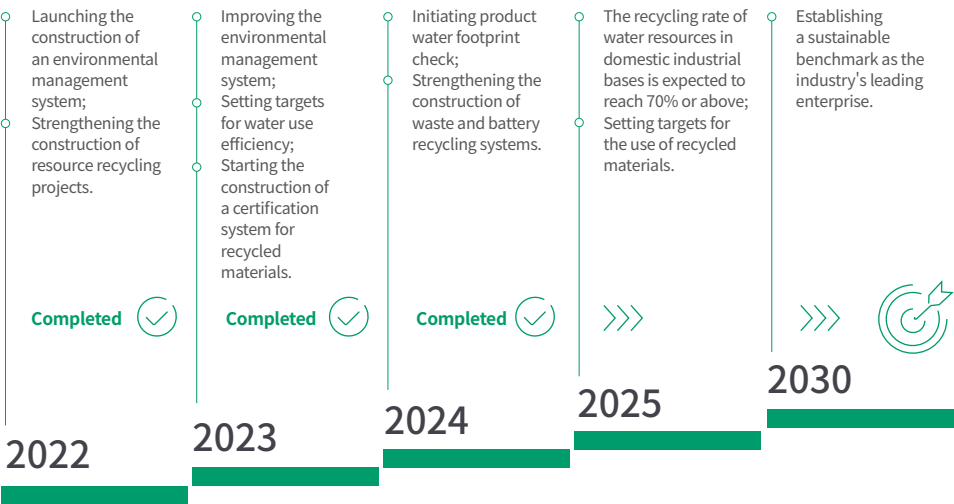 Launching the
construction of
an environmental
management
system;
Strengthening the
construction of
resource recycling
projects.
Completed
2022
Improving the
environmental
management
system;
Setting targets
for water use
efficiency;
Starting the
construction of
a certification
system for
recycled
materials.
Completed
2023
Initiating product
water footprint
check;
Strengthening the
construction of
waste and battery
recycling systems.
Completed
2024
The recycling rate of
water resources in
domestic industrial
bases is expected to
reach 70% or above;
Setting targets for
the use of recycled
materials.
2025
Establishing
a sustainable
benchmark as the
industry's leading
enterprise.
2030